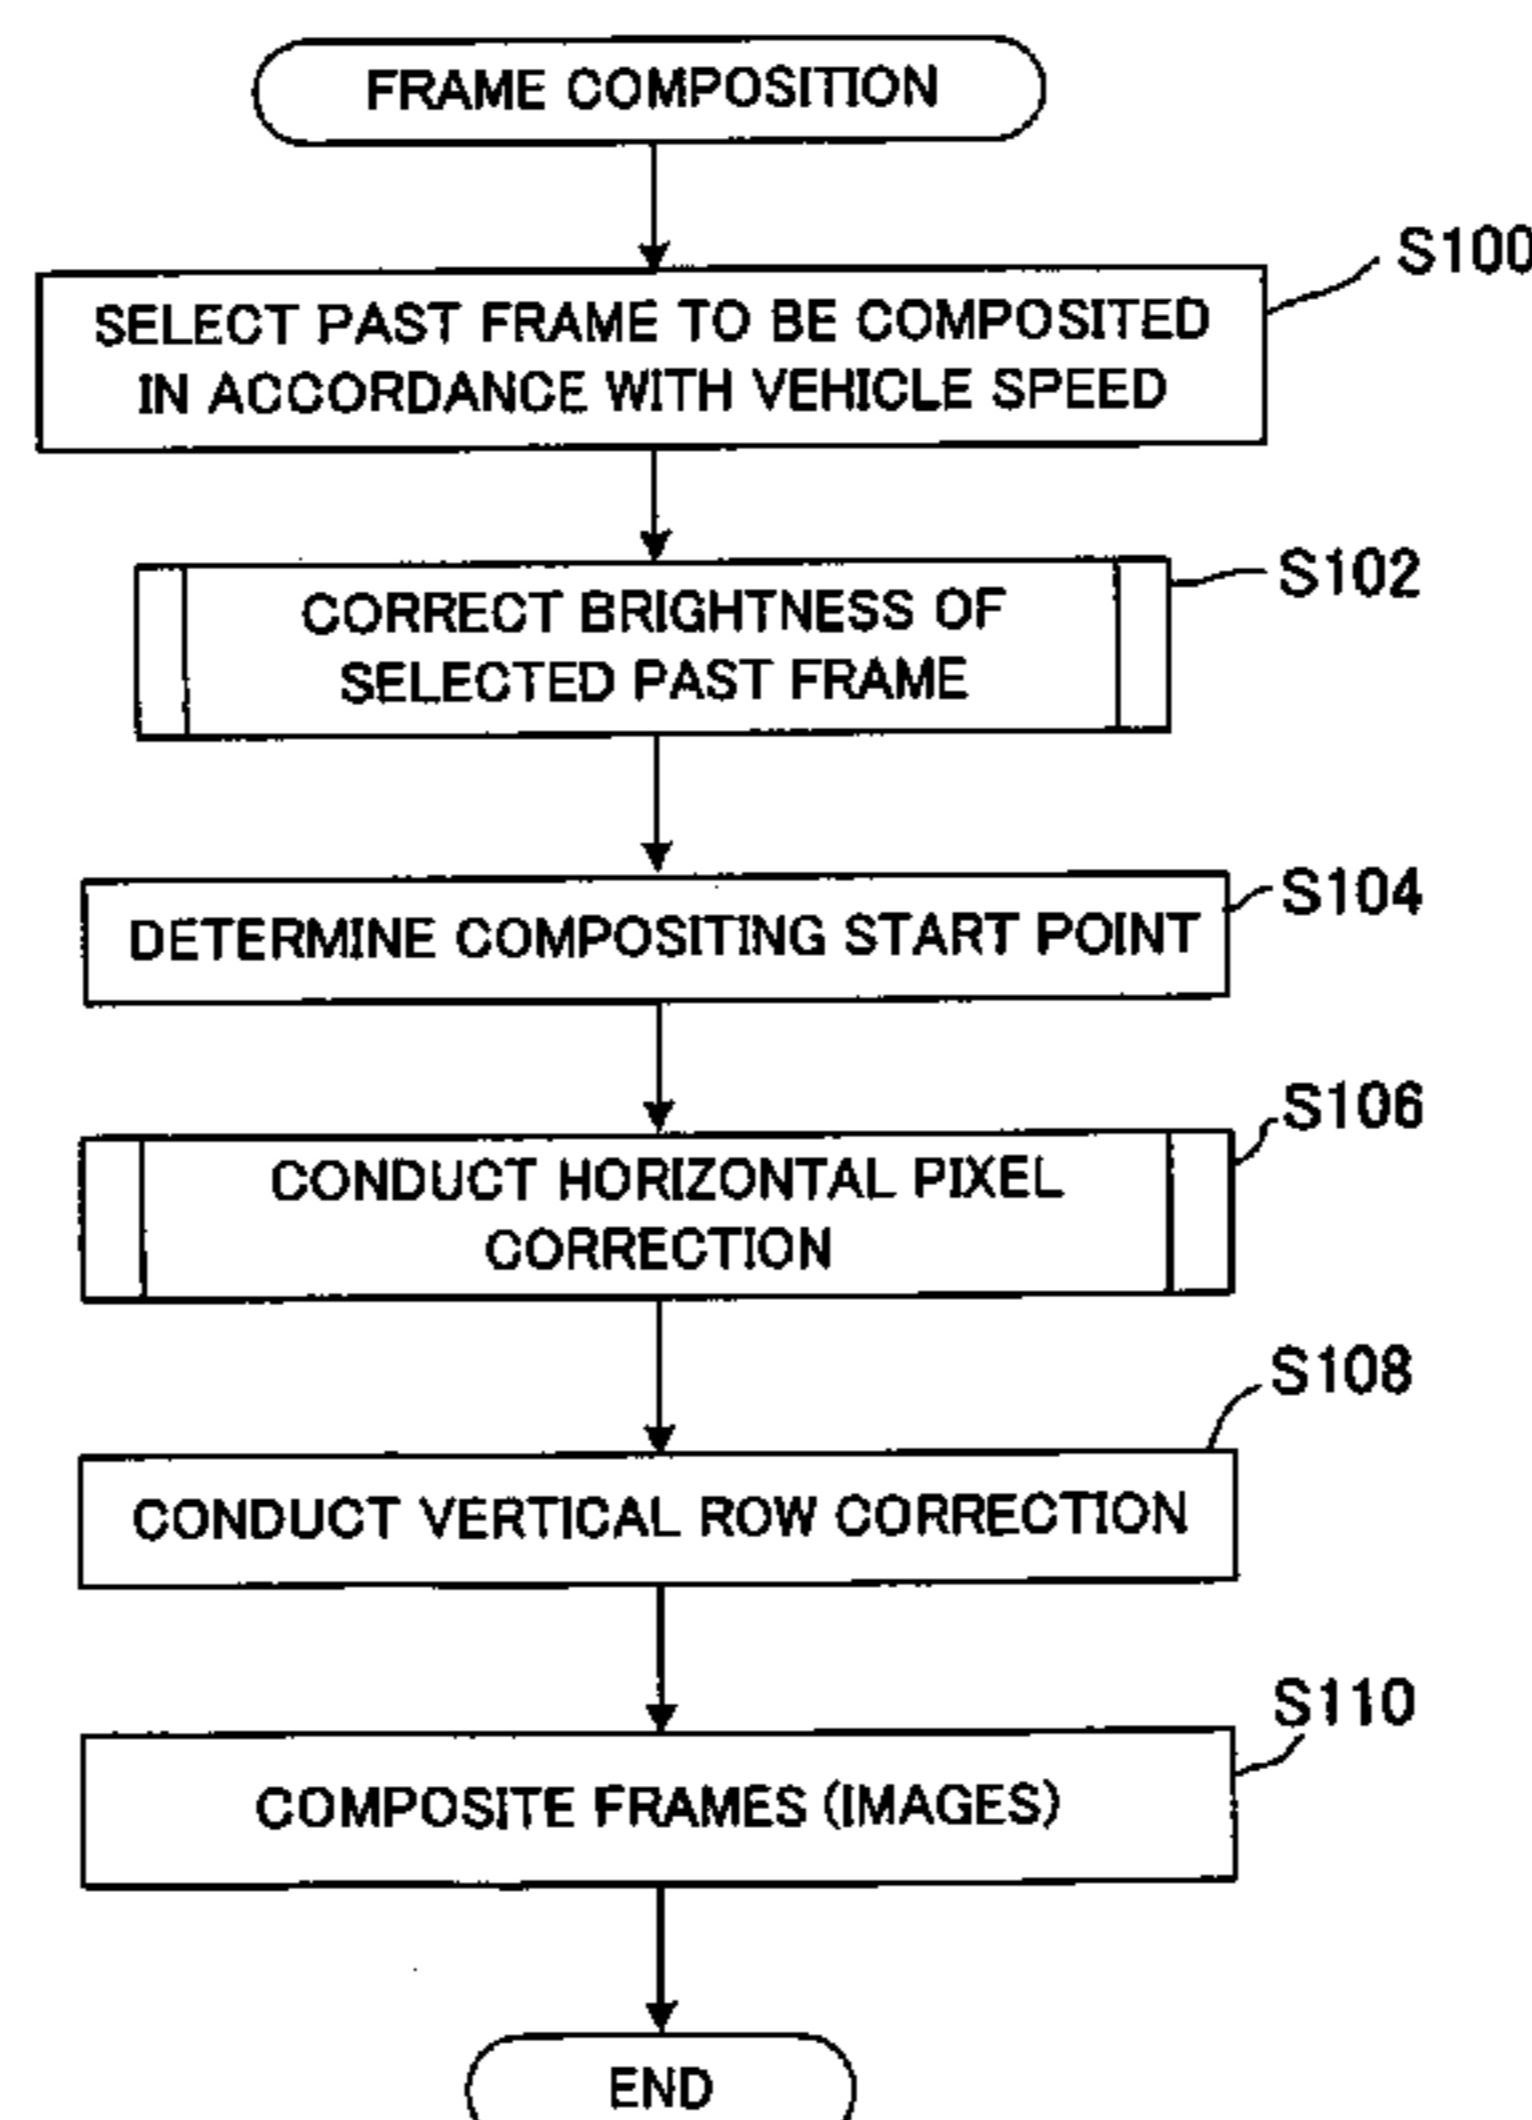 FRAME COMPOSITION
S100
SELECT PAST FRAME TO BE COMPOSITED
IN ACCORDANCE WITH VEHICLE SPEED
S102
CORRECT BRIGHTNESS OF
SELECTED PAST FRAME
S104
DETERMINE COMPOSITING START POINT
S106
CONDUCT HORIZONTAL PIXEL
CORRECTION
S108
CONDUCT VERTICAL ROW CORRECTION
S110
COMPOSITE FRAMES (IMAGES)
END